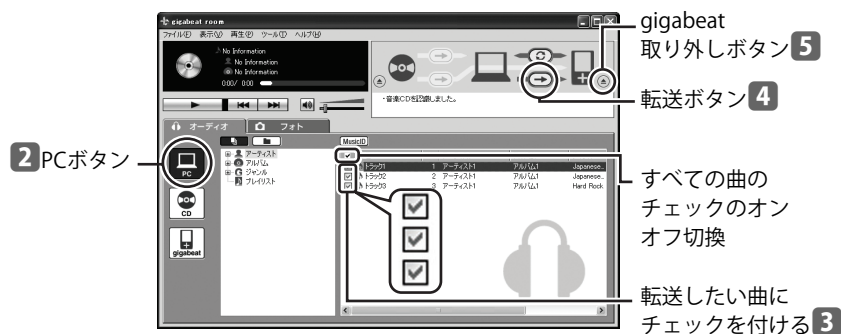 gigabeat room
ファイル(F) 表示(V) 再生(P) ツール(T) ヘルプ(H)
No Information
No Information
No Information
0:00/ 0:00
・音楽CDを認識しました。
オーディオ
フォト
PC
CD
gigabeat
アーティスト
アルバム
ジャンル
プレイリスト
MusicID
トラック1 1 アーティスト1 アルバム1 Japanese...
トラック2 2 アーティスト1 アルバム1 Japanese...
トラック3 3 アーティスト1 アルバム1 Hard Rock
2 PCボタン
gigabeat
取り外しボタン 5
転送ボタン 4
すべての曲の
チェックのオン
オフ切換
転送したい曲に
チェックを付ける 3